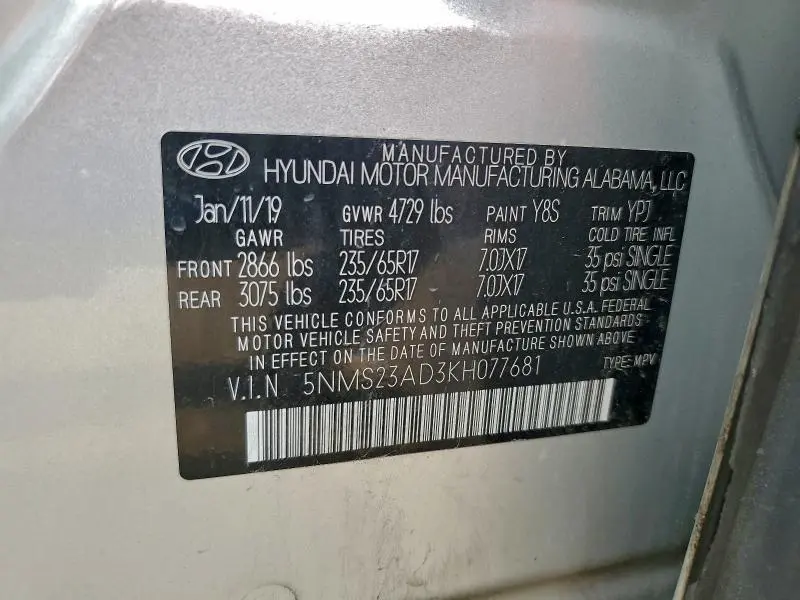 MANUFACTURED BY
HYUNDAI MOTOR MANUFACTURING ALABAMA, LLC
Jan/11/19 GVWR 4729 lbs PAINT Y8S TRIM YPJ
GAWR TIRES RIMS COLD TIRE INFL
FRONT 2866 lbs 235/65R17 7.0JX17 35 psi SINGLE
REAR 3075 lbs 235/65R17 7.0JX17 35 psi SINGLE
THIS VEHICLE CONFORMS TO ALL APPLICABLE U.S.A. FEDERAL
MOTOR VEHICLE SAFETY AND THEFT PREVENTION STANDARDS
IN EFFECT ON THE DATE OF MANUFACTURE SHOWN ABOVE.
V.I.N 5NMS23AD3KH077681 TYPE: MPV